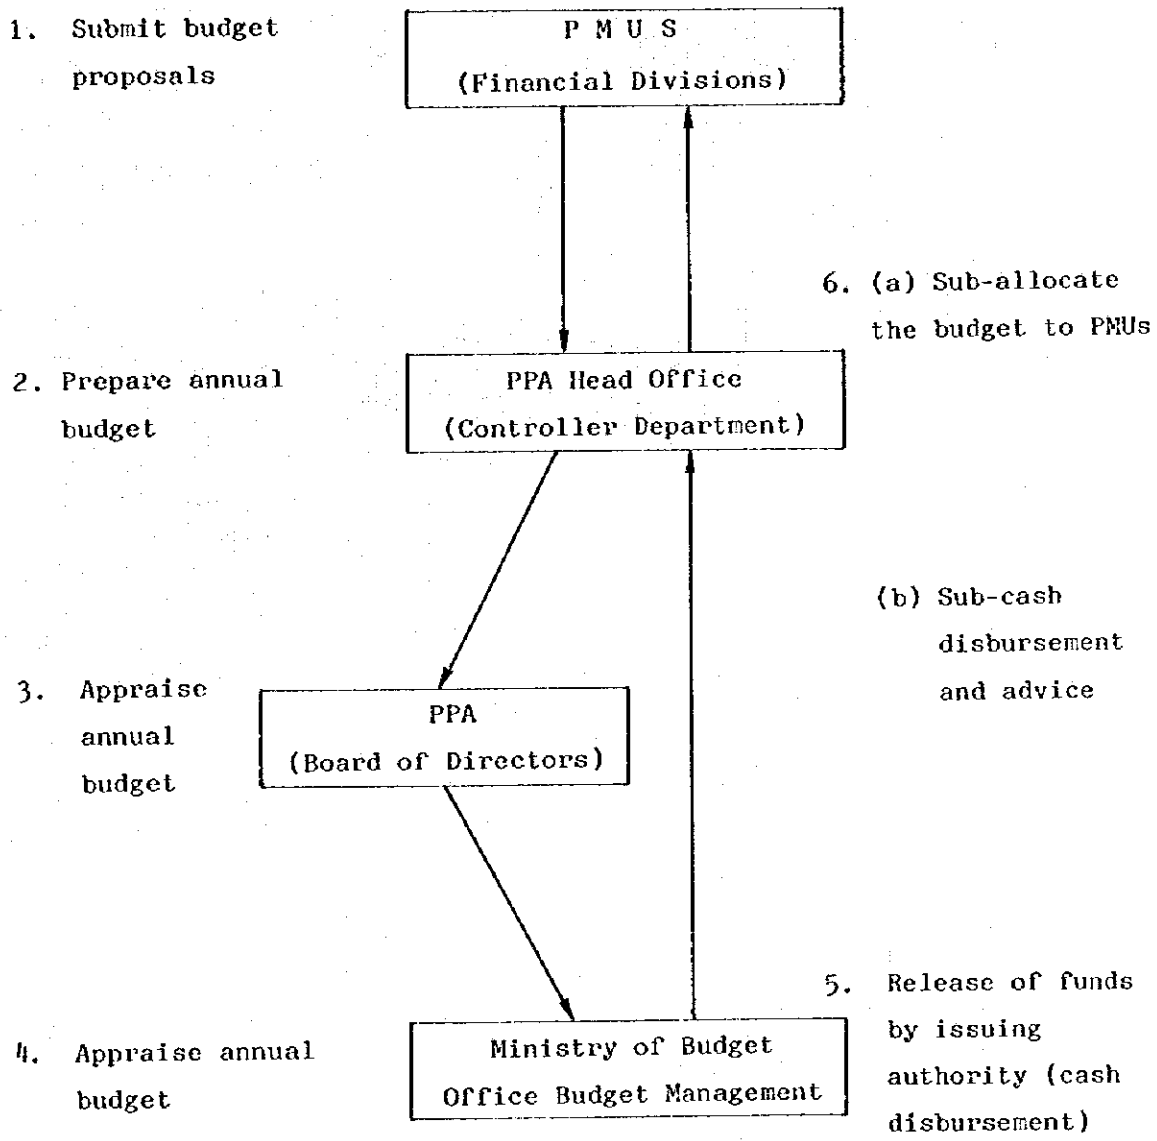 1. Submit budget
proposals
P M U S
(Financial Divisions)
6. (a) Sub-allocate
the budget to PMUs
2. Prepare annual
budget
PPA Head Office
(Controller Department)
(b) Sub-cash
disbursement
and advice
3. Appraise
annual
budget
PPA
(Board of Directors)
5. Release of funds
by issuing
authority (cash
disbursement)
4. Appraise annual
budget
Ministry of Budget
Office Budget Management